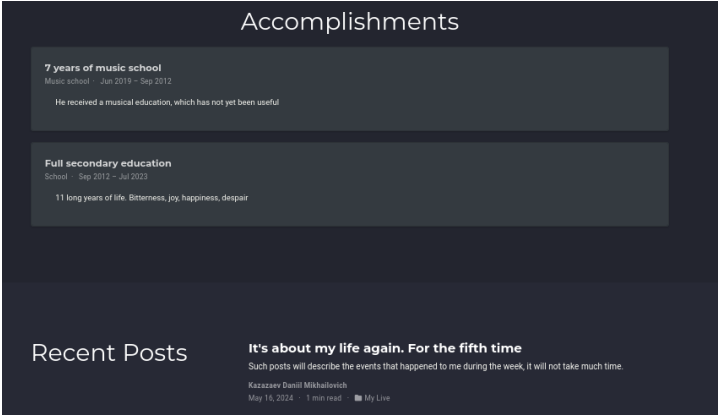 Accomplishments
7 years of music school
Music school · Jun 2019 – Sep 2012
He received a musical education, which has not yet been useful
Full secondary education
School · Sep 2012 – Jul 2023
11 long years of life. Bitterness, joy, happiness, despair
Recent Posts
It's about my life again. For the fifth time
Such posts will describe the events that happened to me during the week, it will not take much time.
Kazazaev Daniil Mikhailovich
May 16, 2024 · 1 min read · My Live